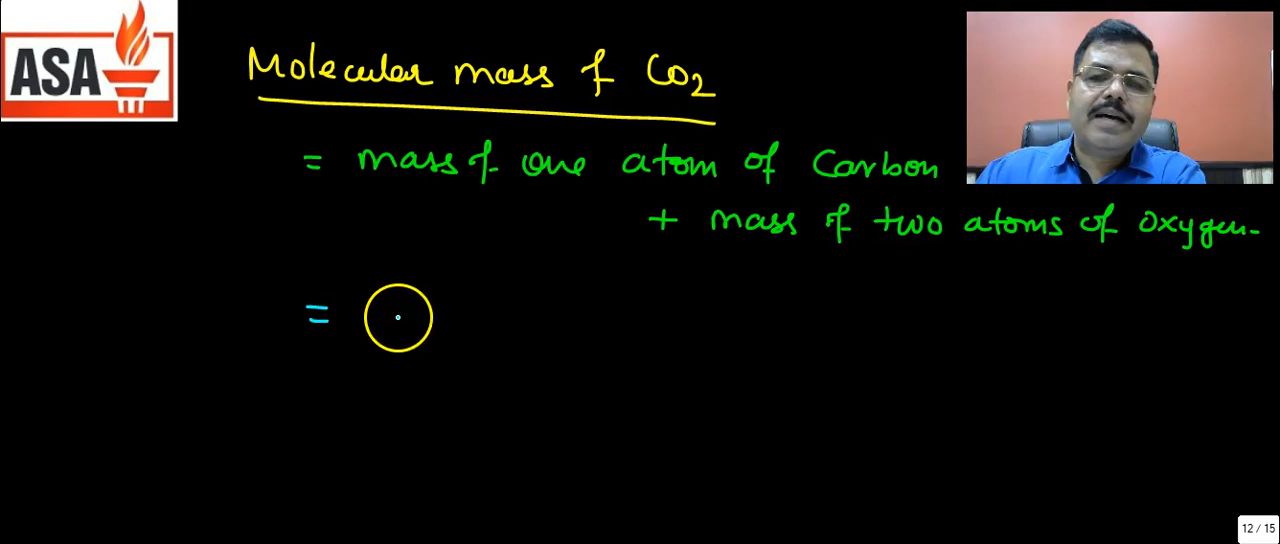 ASA
Molecular mass of CO2
= mass of one atom of Carbon
+ mass of two atoms of oxygen.
=
12 / 15